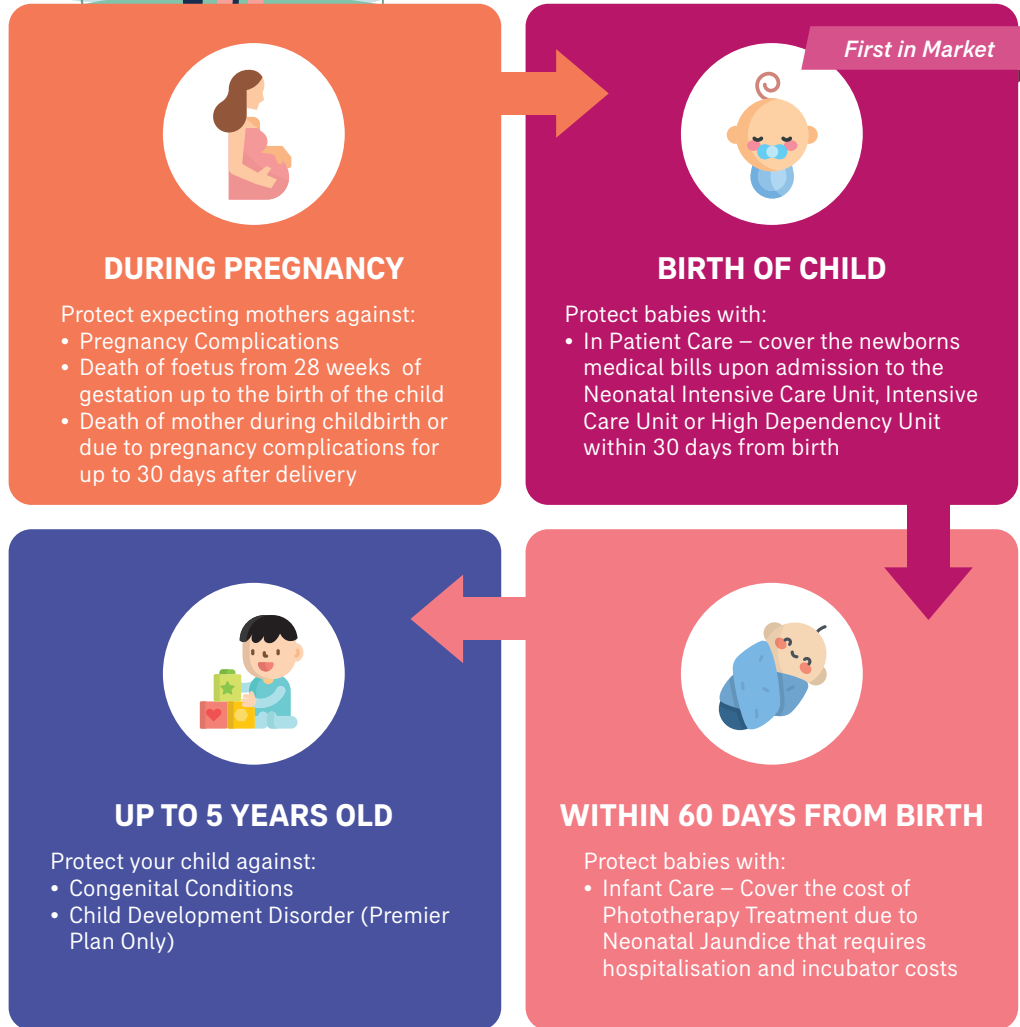 DURING PREGNANCY
Protect expecting mothers against:
• Pregnancy Complications
• Death of foetus from 28 weeks of
gestation up to the birth of the child
• Death of mother during childbirth or
due to pregnancy complications for
up to 30 days after delivery
First in Market
BIRTH OF CHILD
Protect babies with:
• In Patient Care – cover the newborns
medical bills upon admission to the
Neonatal Intensive Care Unit, Intensive
Care Unit or High Dependency Unit
within 30 days from birth
WITHIN 60 DAYS FROM BIRTH
Protect babies with:
• Infant Care – Cover the cost of
Phototherapy Treatment due to
Neonatal Jaundice that requires
hospitalisation and incubator costs
UP TO 5 YEARS OLD
Protect your child against:
• Congenital Conditions
• Child Development Disorder (Premier
Plan Only)